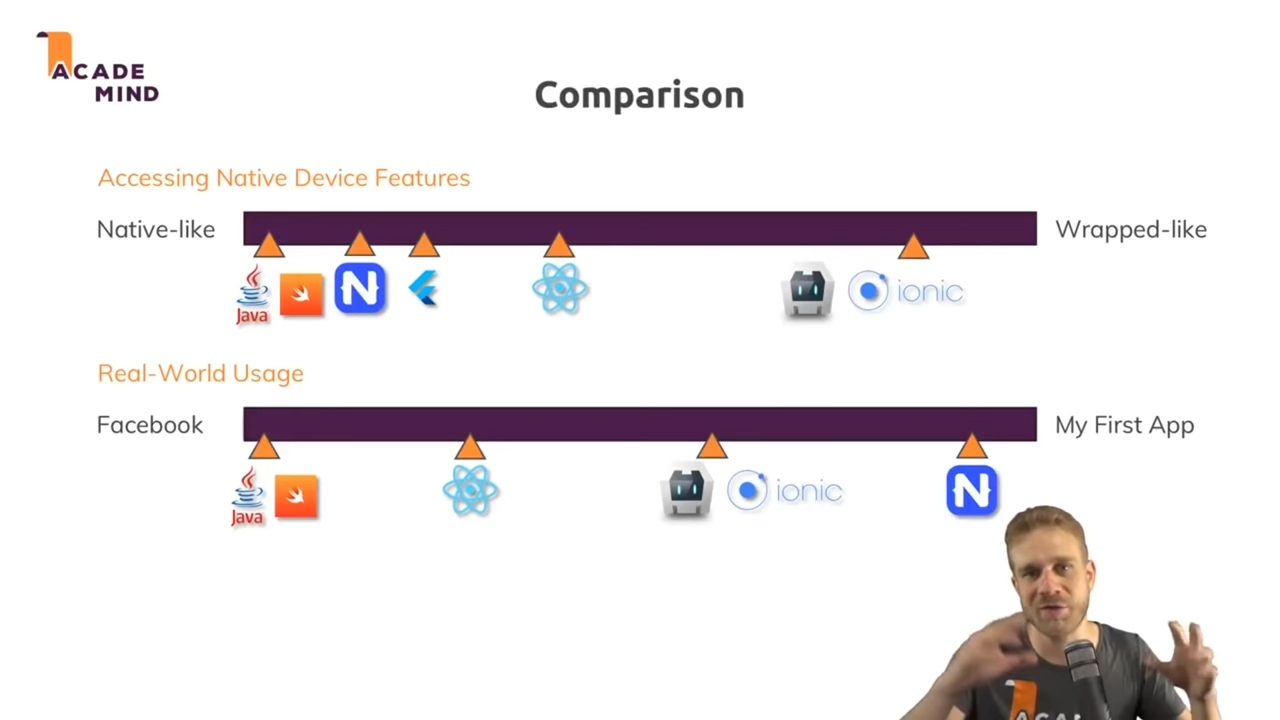 ACADE
MIND
Comparison
Accessing Native Device Features
Native-like
Wrapped-like
Java
N
ionic
Real-World Usage
Facebook
My First App
Java
ionic
N
ACA